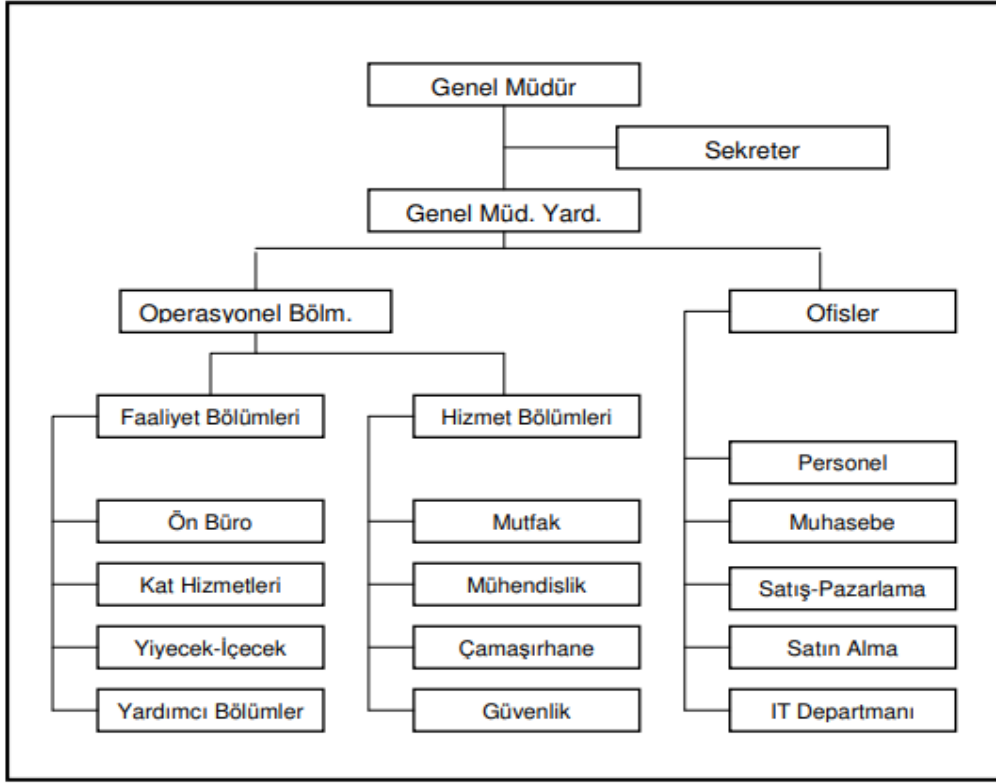 Genel Müdür
Sekreter
Genel Müd. Yard.
Operasyonel Bölm.
Ofisler
Faaliyet Bölümleri
Hizmet Bölümleri
Personel
Ön Büro
Mutfak
Muhasebe
Kat Hizmetleri
Mühendislik
Satış-Pazarlama
Yiyecek-İçecek
Çamaşırhane
Satın Alma
Yardımcı Bölümler
Güvenlik
IT Departmanı